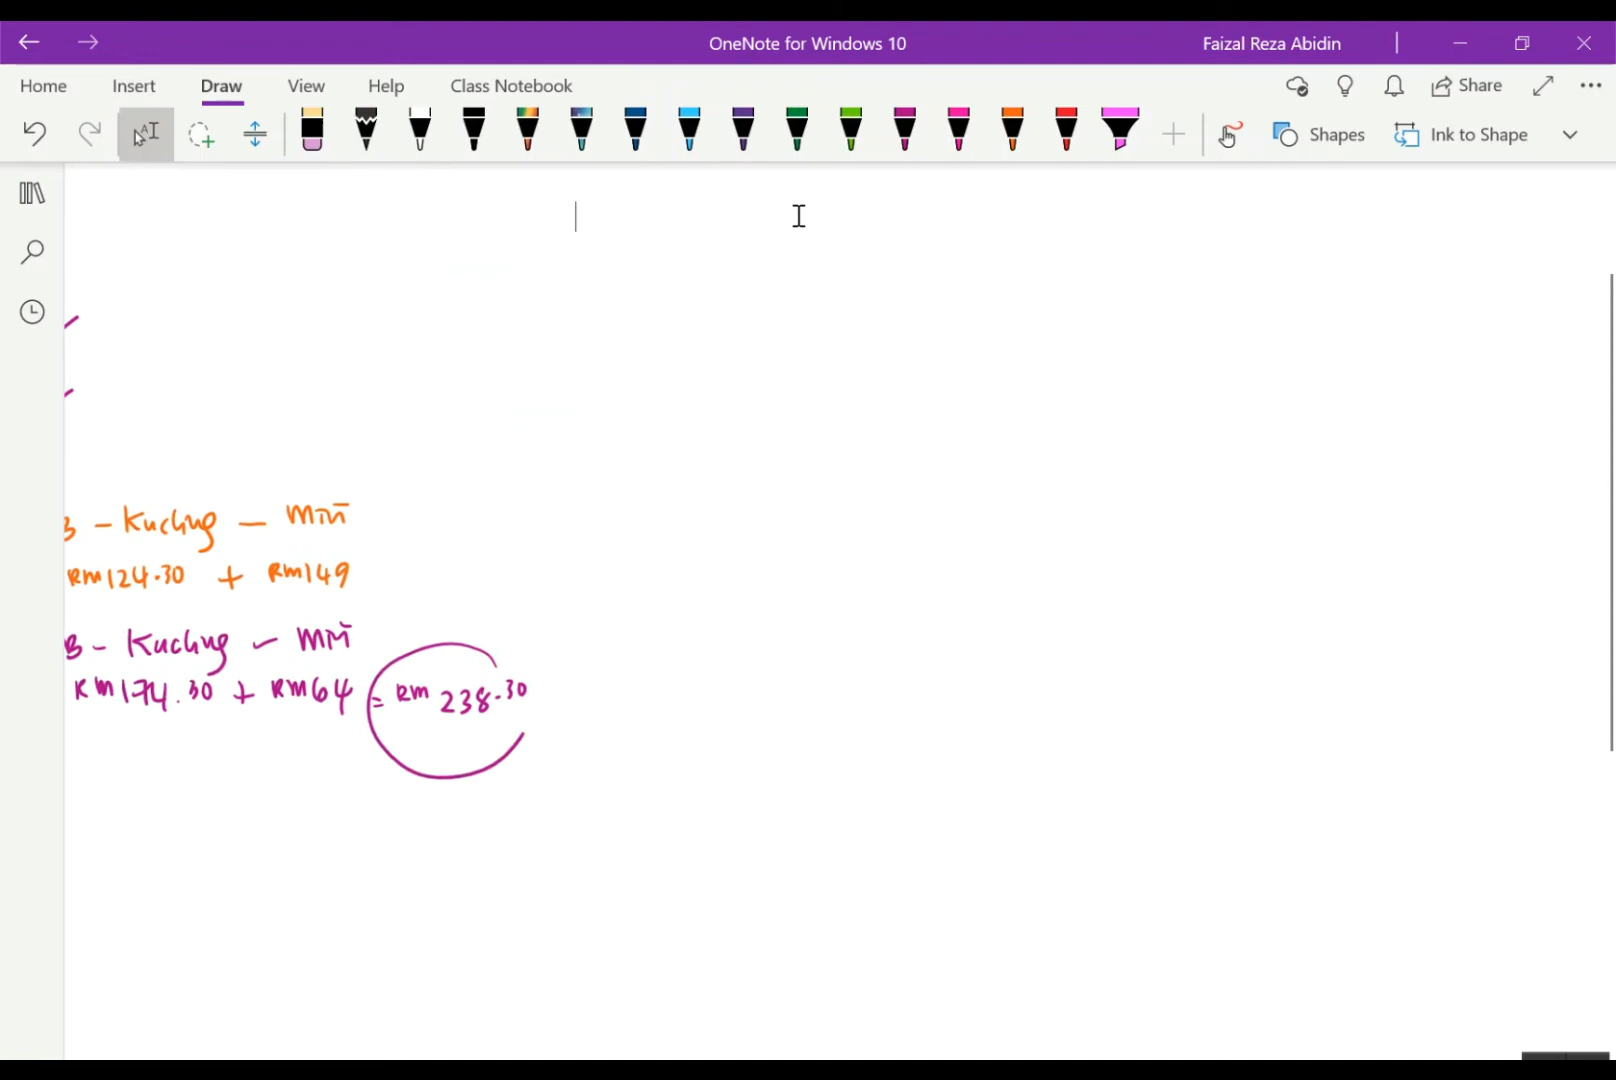 OneNote for Windows 10
Faizal Reza Abidin
Home Insert Draw View Help Class Notebook
Share
Shapes
Ink to Shape
B - Kuching - Miri
RM124.30 + RM149
B - Kuching - Miri
RM174.30 + RM64 = RM 238.30